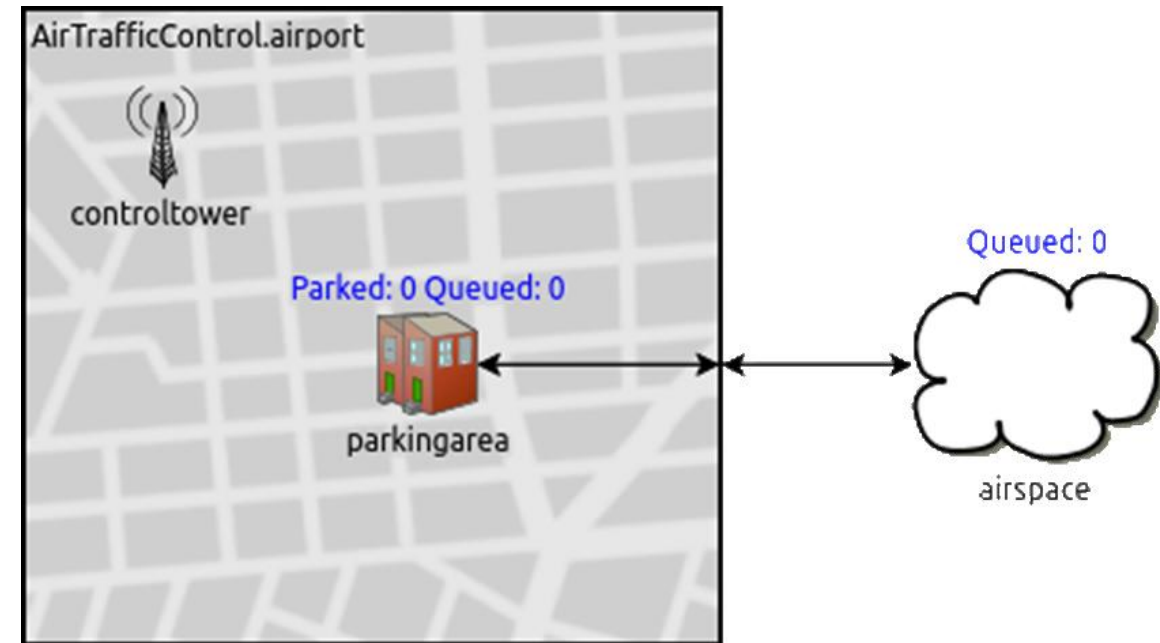 AirTrafficControl.airport
controltower
Queued: 0
Parked: 0 Queued: 0
parkingarea
airspace